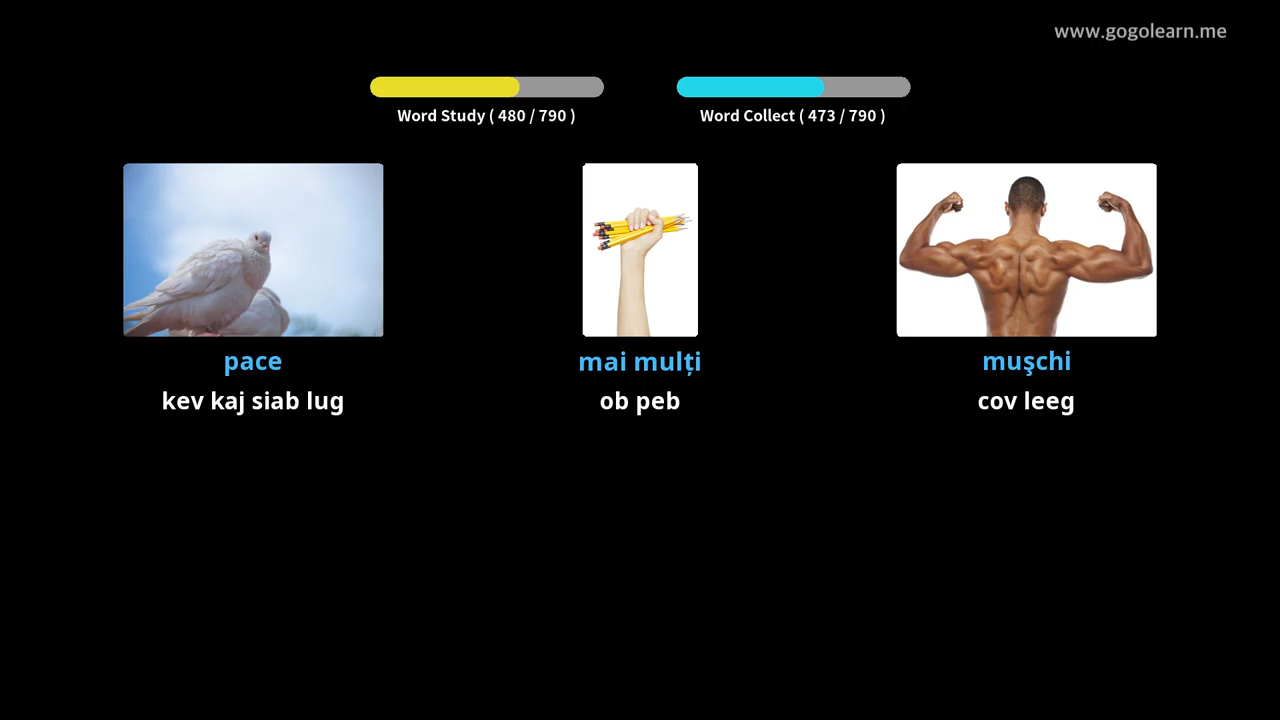 www.gogolearn.me
Word Study ( 480 / 790 )
Word Collect ( 473 / 790 )
pace
mai mulți
muşchi
kev kaj siab lug
ob peb
cov leeg